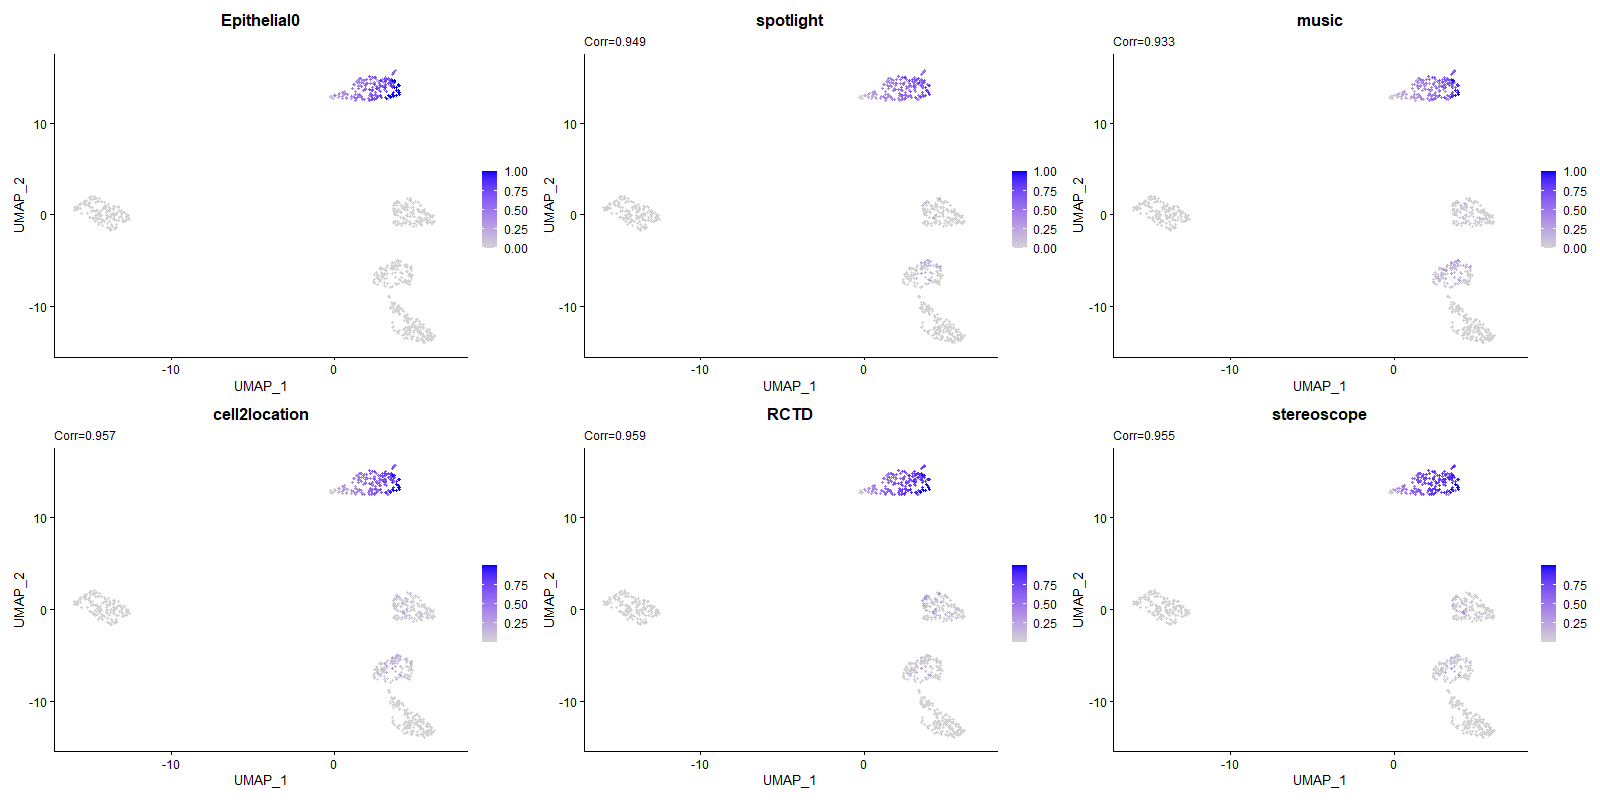 Epithelial0
spotlight
music
Corr=0.949
Corr=0.933
10
0
-10
UMAP_2
-10
0
UMAP_1
1.00
0.75
0.50
0.25
0.00
10
0
-10
UMAP_2
-10
0
UMAP_1
1.00
0.75
0.50
0.25
0.00
10
0
-10
UMAP_2
-10
0
UMAP_1
1.00
0.75
0.50
0.25
0.00
cell2location
RCTD
stereoscope
Corr=0.957
Corr=0.959
Corr=0.955
10
0
-10
UMAP_2
-10
0
UMAP_1
0.75
0.50
0.25
10
0
-10
UMAP_2
-10
0
UMAP_1
0.75
0.50
0.25
10
0
-10
UMAP_2
-10
0
UMAP_1
0.75
0.50
0.25